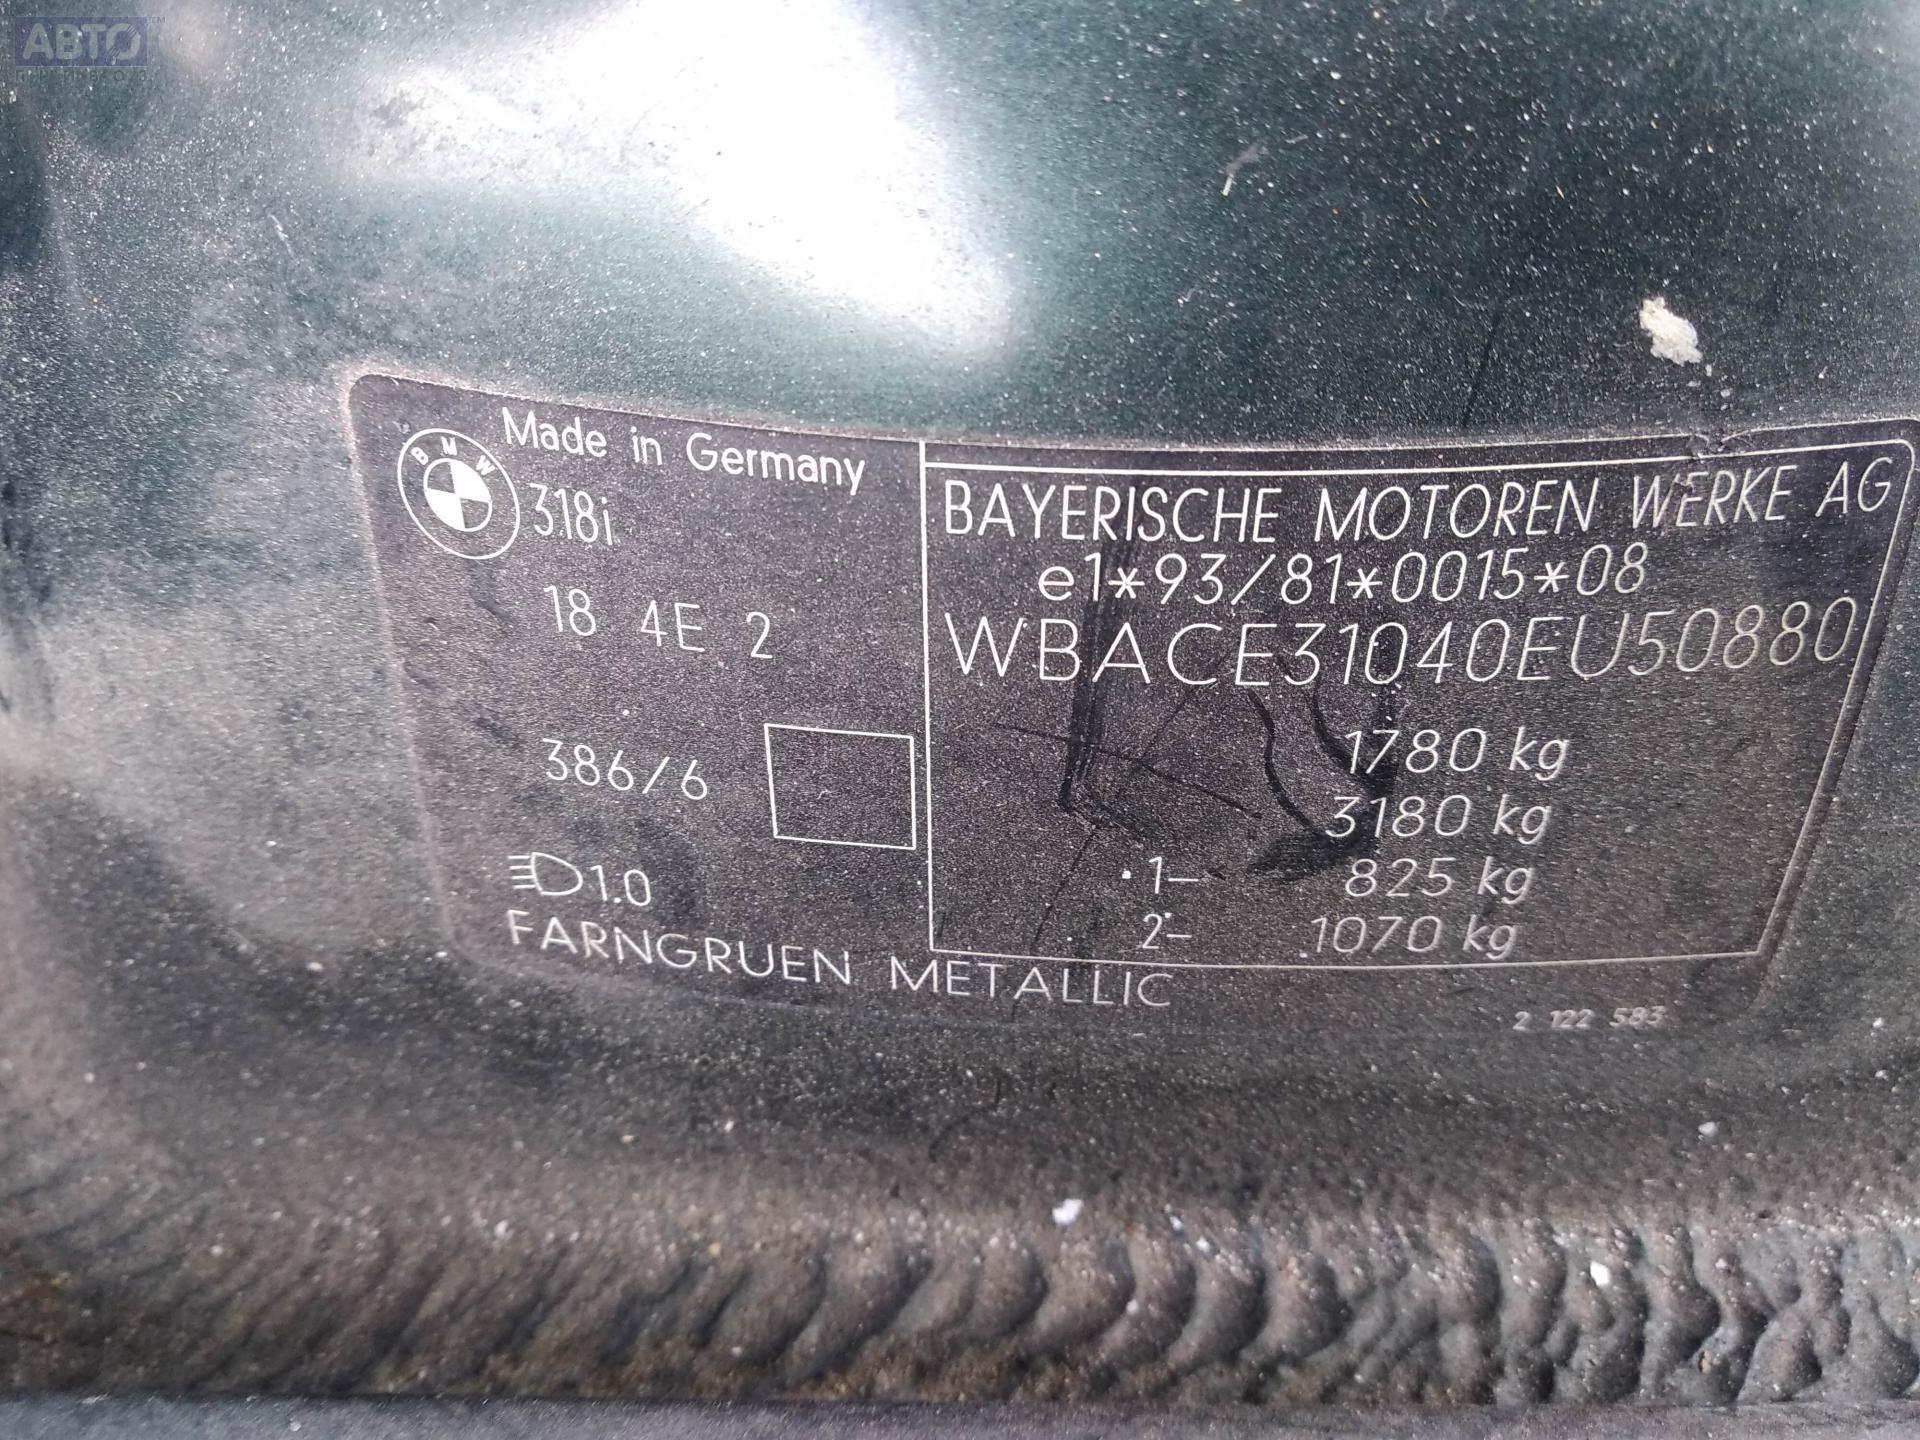 АВТО
B M W
Made in Germany
318i
18 4E 2
386/6
1.0
FARNGRUEN METALLIC
BAYERISCHE MOTOREN WERKE AG
e1*93/81*0015*08
WBACE31040EU50880
1780 kg
3180 kg
1– 825 kg
2– 1070 kg
2 122 583